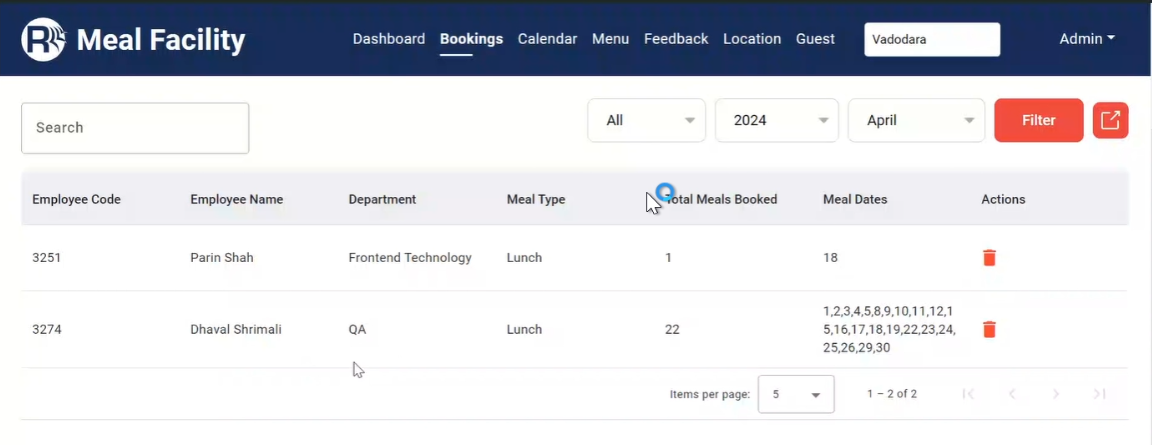 R Meal Facility
Dashboard Bookings Calendar Menu Feedback Location Guest Vadodara Admin
Search All 2024 April Filter
Employee Code Employee Name Department Meal Type Total Meals Booked Meal Dates Actions
3251 Parin Shah Frontend Technology Lunch 1 18
3274 Dhaval Shrimali QA Lunch 22 1,2,3,4,5,8,9,10,11,12,1
5,16,17,18,19,22,23,24,
25,26,29,30
Items per page: 5 1 – 2 of 2